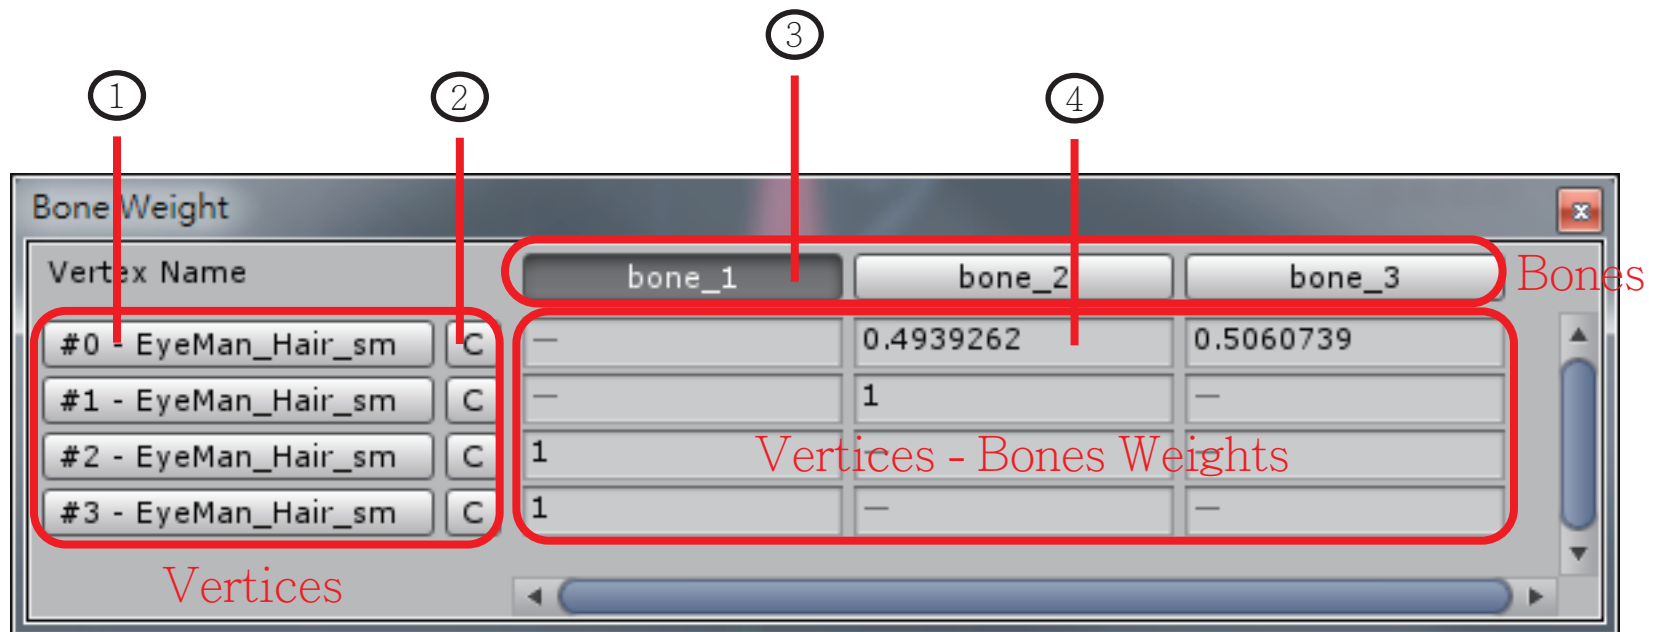 ③
① ② ④
Bone Weight
Vertex Name bone_1 bone_2 bone_3 Bones
#0 - EyeMan_Hair_sm C — 0.4939262 0.5060739
#1 - EyeMan_Hair_sm C — 1 —
#2 - EyeMan_Hair_sm C 1 — —
Vertices - Bones Weights
#3 - EyeMan_Hair_sm C 1 — —
Vertices